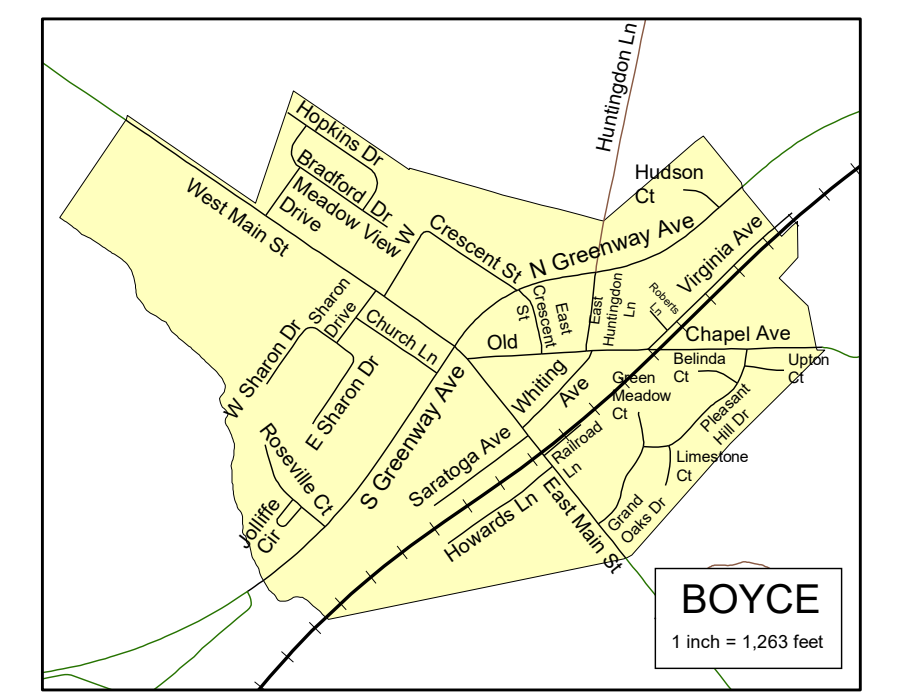 Huntingdon Ln
Hopkins Dr
Hudson
Ct
Bradford Dr
Meadow View
Drive
West Main St
W
Crescent St
N Greenway Ave
Virginia Ave
East
Crescent
St
East
Huntingdon
Ln
Roberts
Ln
Sharon
Drive
Church Ln
Old
Chapel Ave
W Sharon Dr
E Sharon Dr
Belinda
Ct
Upton
Ct
Whiting
Ave
Green
Meadow
Ct
Pleasant
Hill Dr
S Greenway Ave
Saratoga Ave
Railroad
Ln
Limestone
Ct
Roseville Ct
Jolliffe
Cir
Howards Ln
East Main St
Grand
Oaks Dr
BOYCE
1 inch = 1,263 feet